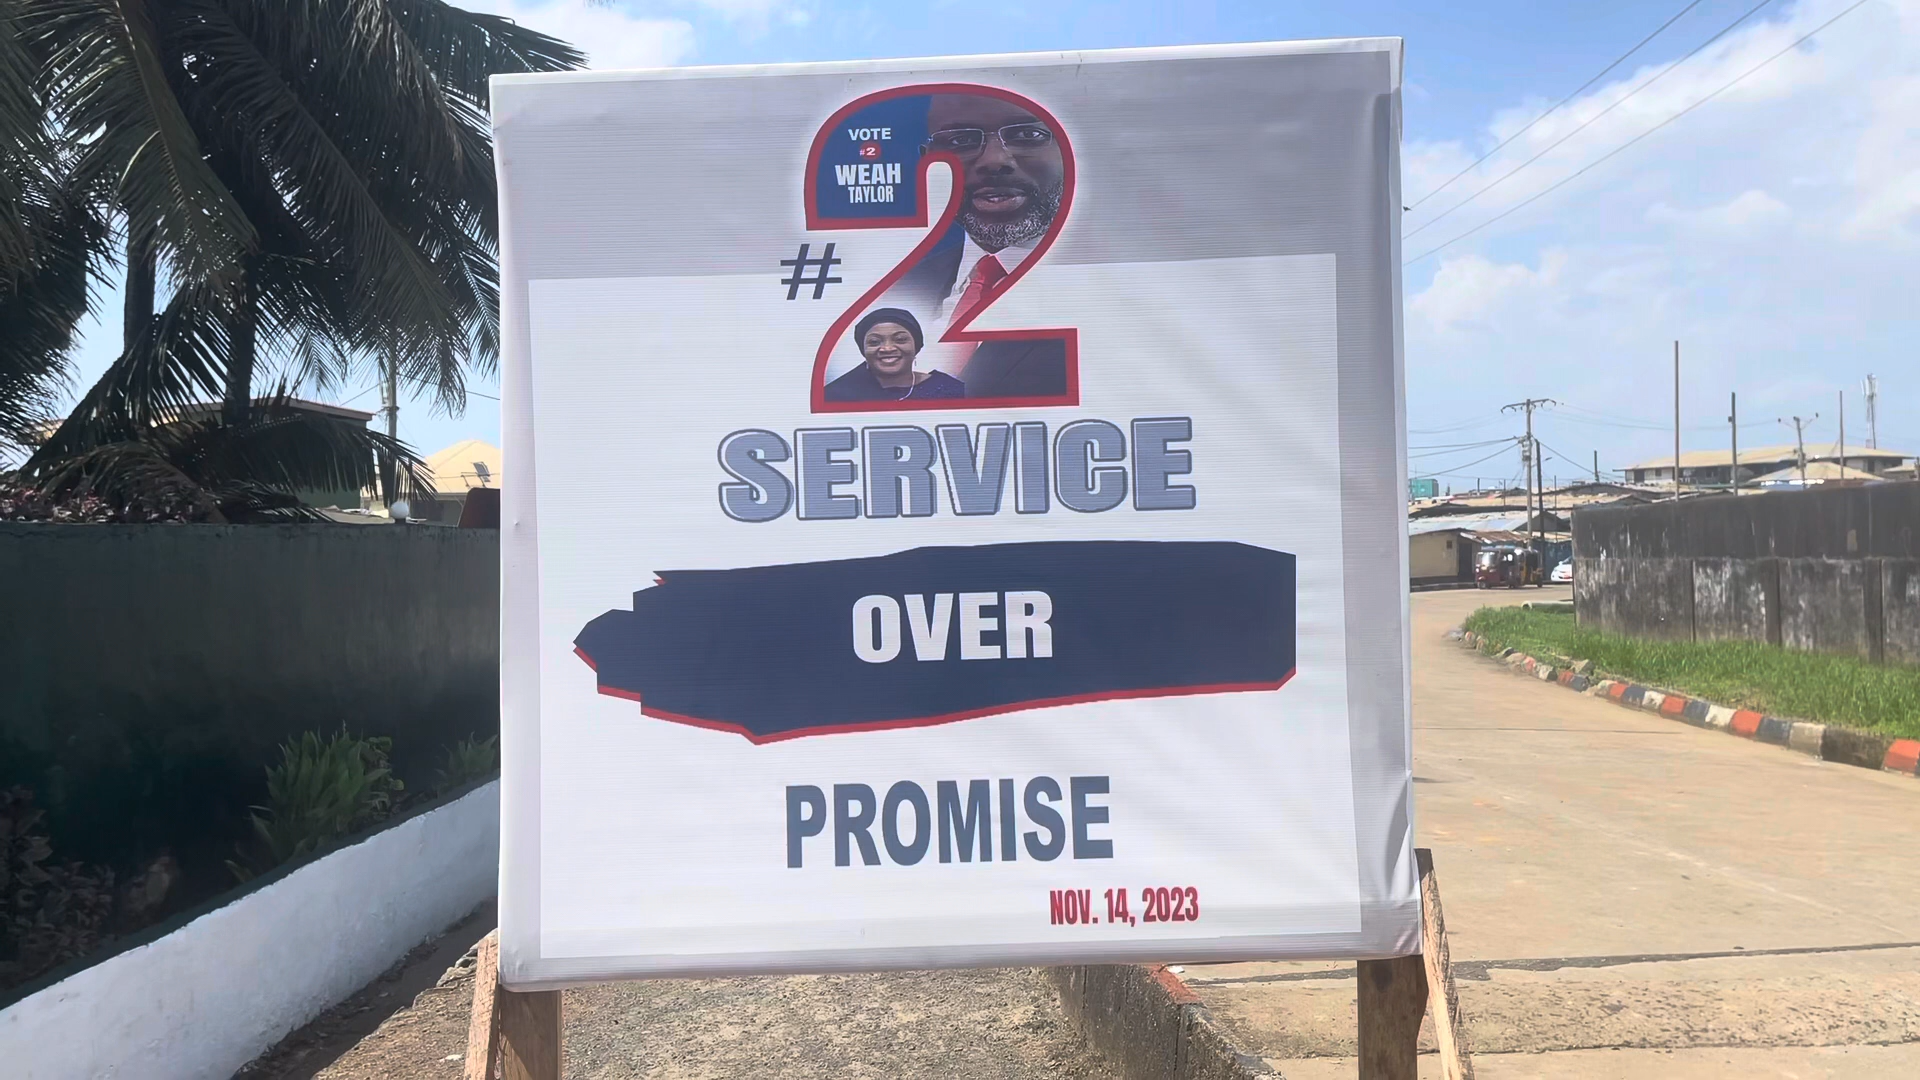 VOTE
#2
WEAH
TAYLOR
#2
SERVICE
OVER
PROMISE
NOV. 14, 2023